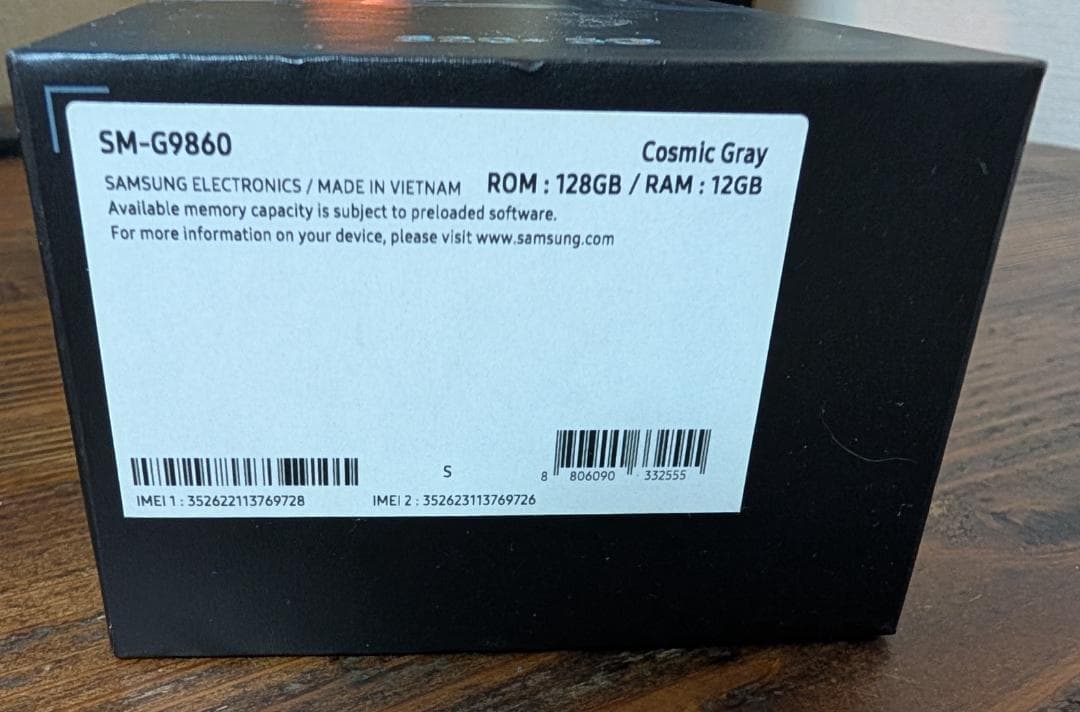 SM-G9860
Cosmic Gray
SAMSUNG ELECTRONICS / MADE IN VIETNAM ROM : 128GB / RAM : 12GB
Available memory capacity is subject to preloaded software.
For more information on your device, please visit www.samsung.com
S
8 806090 332555
IMEI 1 : 352622113769728 IMEI 2 : 352623113769726